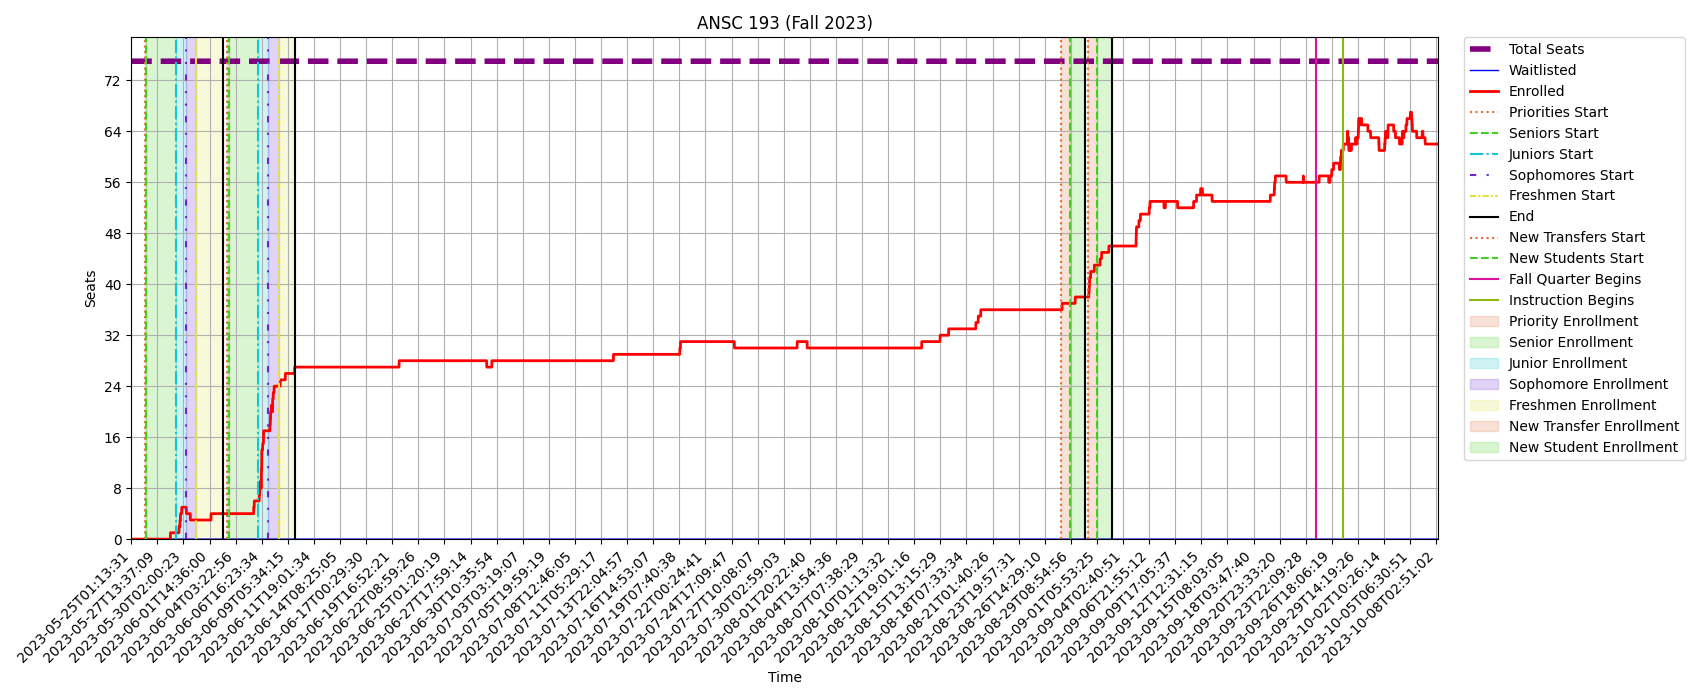 ANSC 193 (Fall 2023)
Seats
72
64
56
48
40
32
24
16
8
0
2023-05-25T01:13:31
2023-05-27T13:37:09
2023-05-30T02:00:23
2023-06-01T14:36:00
2023-06-04T03:22:56
2023-06-06T16:23:34
2023-06-09T05:34:15
2023-06-11T19:01:34
2023-06-14T08:25:05
2023-06-17T00:29:30
2023-06-19T16:52:21
2023-06-22T08:59:26
2023-06-25T01:20:19
2023-06-27T17:59:14
2023-06-30T10:35:54
2023-07-03T03:19:07
2023-07-05T19:59:19
2023-07-08T12:46:05
2023-07-11T05:29:17
2023-07-13T22:04:57
2023-07-16T14:53:07
2023-07-19T07:40:38
2023-07-22T00:24:41
2023-07-24T17:09:47
2023-07-27T10:08:07
2023-07-30T02:59:03
2023-08-01T20:22:40
2023-08-04T13:54:36
2023-08-07T07:38:29
2023-08-10T01:13:32
2023-08-12T19:01:16
2023-08-15T13:15:29
2023-08-18T07:33:34
2023-08-21T01:40:26
2023-08-23T19:57:31
2023-08-26T14:29:10
2023-08-29T08:54:56
2023-09-01T05:53:25
2023-09-04T02:40:51
2023-09-06T21:55:12
2023-09-09T17:05:37
2023-09-12T12:31:15
2023-09-15T08:03:05
2023-09-18T03:47:40
2023-09-20T23:33:20
2023-09-23T22:09:28
2023-09-26T18:06:19
2023-09-29T14:19:26
2023-10-02T10:26:14
2023-10-05T06:30:51
2023-10-08T02:51:02
Time
Total Seats
Waitlisted
Enrolled
Priorities Start
Seniors Start
Juniors Start
Sophomores Start
Freshmen Start
End
New Transfers Start
New Students Start
Fall Quarter Begins
Instruction Begins
Priority Enrollment
Senior Enrollment
Junior Enrollment
Sophomore Enrollment
Freshmen Enrollment
New Transfer Enrollment
New Student Enrollment